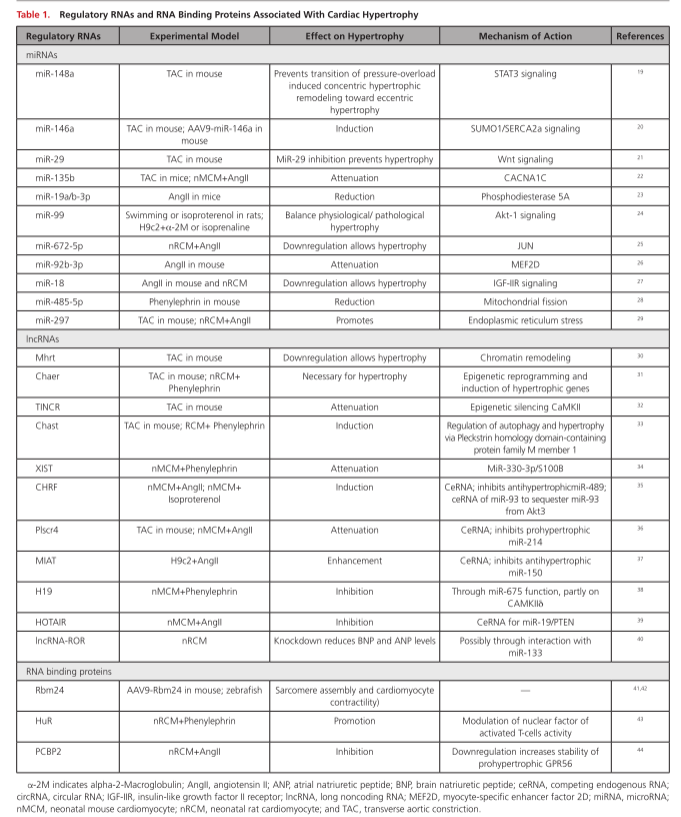 Table 1. Regulatory RNAs and RNA Binding Proteins Associated With Cardiac Hypertrophy
Regulatory RNAs Experimental Model Effect on Hypertrophy Mechanism of Action References
miRNAs
miR-148a TAC in mouse Prevents transition of pressure-overload STAT3 signaling 19
induced concentric hypertrophic
remodeling toward eccentric
hypertrophy
miR-146a TAC in mouse; AAV9-miR-146a in Induction SUMO1/SERCA2a signaling 20
mouse
miR-29 TAC in mouse MiR-29 inhibition prevents hypertrophy Wnt signaling 21
miR-135b TAC in mice; nMCM+AngII Attenuation CACNA1C 22
miR-19a/b-3p AngII in mice Reduction Phosphodiesterase 5A 23
miR-99 Swimming or isoproterenol in rats; Balance physiological/ pathological Akt-1 signaling 24
H9c2+α-2M or isoprenaline hypertrophy
miR-672-5p nRCM+AngII Downregulation allows hypertrophy JUN 25
miR-92b-3p AngII in mouse Attenuation MEF2D 26
miR-18 AngII in mouse and nRCM Downregulation allows hypertrophy IGF-IIR signaling 27
miR-485-5p Phenylephrin in mouse Reduction Mitochondrial fission 28
miR-297 TAC in mouse; nRCM+AngII Promotes Endoplasmic reticulum stress 29
lncRNAs
Mhrt TAC in mouse Downregulation allows hypertrophy Chromatin remodeling 30
Chaer TAC in mouse; nRCM+ Necessary for hypertrophy Epigenetic reprogramming and 31
Phenylephrin induction of hypertrophic genes
TINCR TAC in mouse Attenuation Epigenetic silencing CaMKII 32
Chast TAC in mouse; RCM+ Phenylephrin Induction Regulation of autophagy and hypertrophy 33
via Pleckstrin homology domain-containing
protein family M member 1
XIST nMCM+Phenylephrin Attenuation MiR-330-3p/S100B 34
CHRF nMCM+AngII; nMCM+ Induction CeRNA; inhibits antihypertrophicmiR-489; 35
Isoproterenol ceRNA of miR-93 to sequester miR-93
from Akt3
Plscr4 TAC in mouse; nMCM+AngII Attenuation CeRNA; inhibits prohypertrophic 36
miR-214
MIAT H9c2+AngII Enhancement CeRNA; inhibits antihypertrophic 37
miR-150
H19 nMCM+Phenylephrin Inhibition Through miR-675 function, partly on 38
CAMKIIδ
HOTAIR nMCM+AngII Inhibition CeRNA for miR-19/PTEN 39
lncRNA-ROR nRCM Knockdown reduces BNP and ANP levels Possibly through interaction with 40
miR-133
RNA binding proteins
Rbm24 AAV9-Rbm24 in mouse; zebrafish Sarcomere assembly and cardiomyocyte — 41,42
contractility)
HuR nRCM+Phenylephrin Promotion Modulation of nuclear factor of 43
activated T-cells activity
PCBP2 nRCM+AngII Inhibition Downregulation increases stability of 44
prohypertrophic GPR56
α-2M indicates alpha-2-Macroglobulin; AngII, angiotensin II; ANP, atrial natriuretic peptide; BNP, brain natriuretic peptide; ceRNA, competing endogenous RNA;
circRNA, circular RNA; IGF-IIR, insulin-like growth factor II receptor; lncRNA, long noncoding RNA; MEF2D, myocyte-specific enhancer factor 2D; miRNA, microRNA;
nMCM, neonatal mouse cardiomyocyte; nRCM, neonatal rat cardiomyocyte; and TAC, transverse aortic constriction.